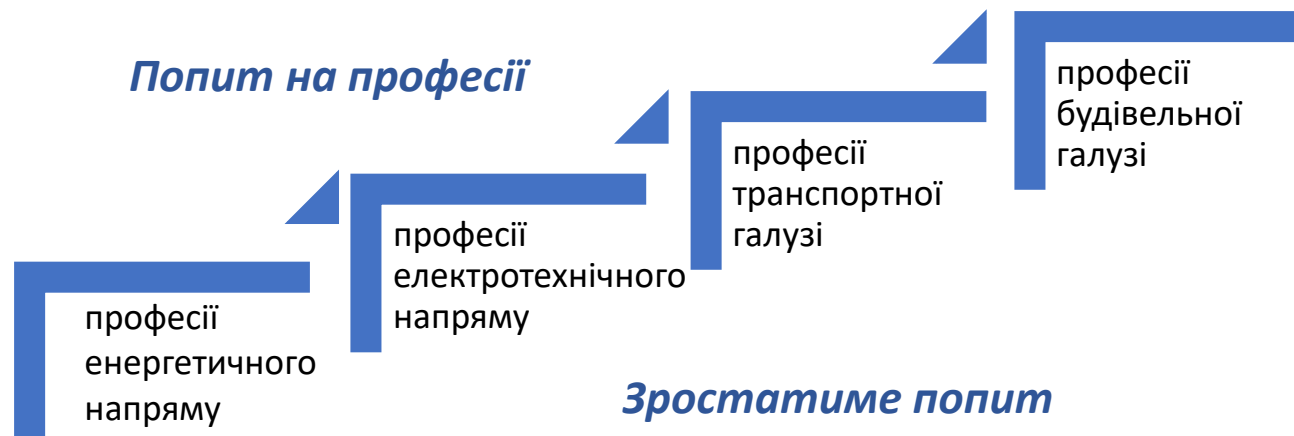 Попит на професії
професії
енергетичного
напряму
професії
електротехнічного
напряму
професії
транспортної
галузі
професії
будівельної
галузі
Зростатиме попит